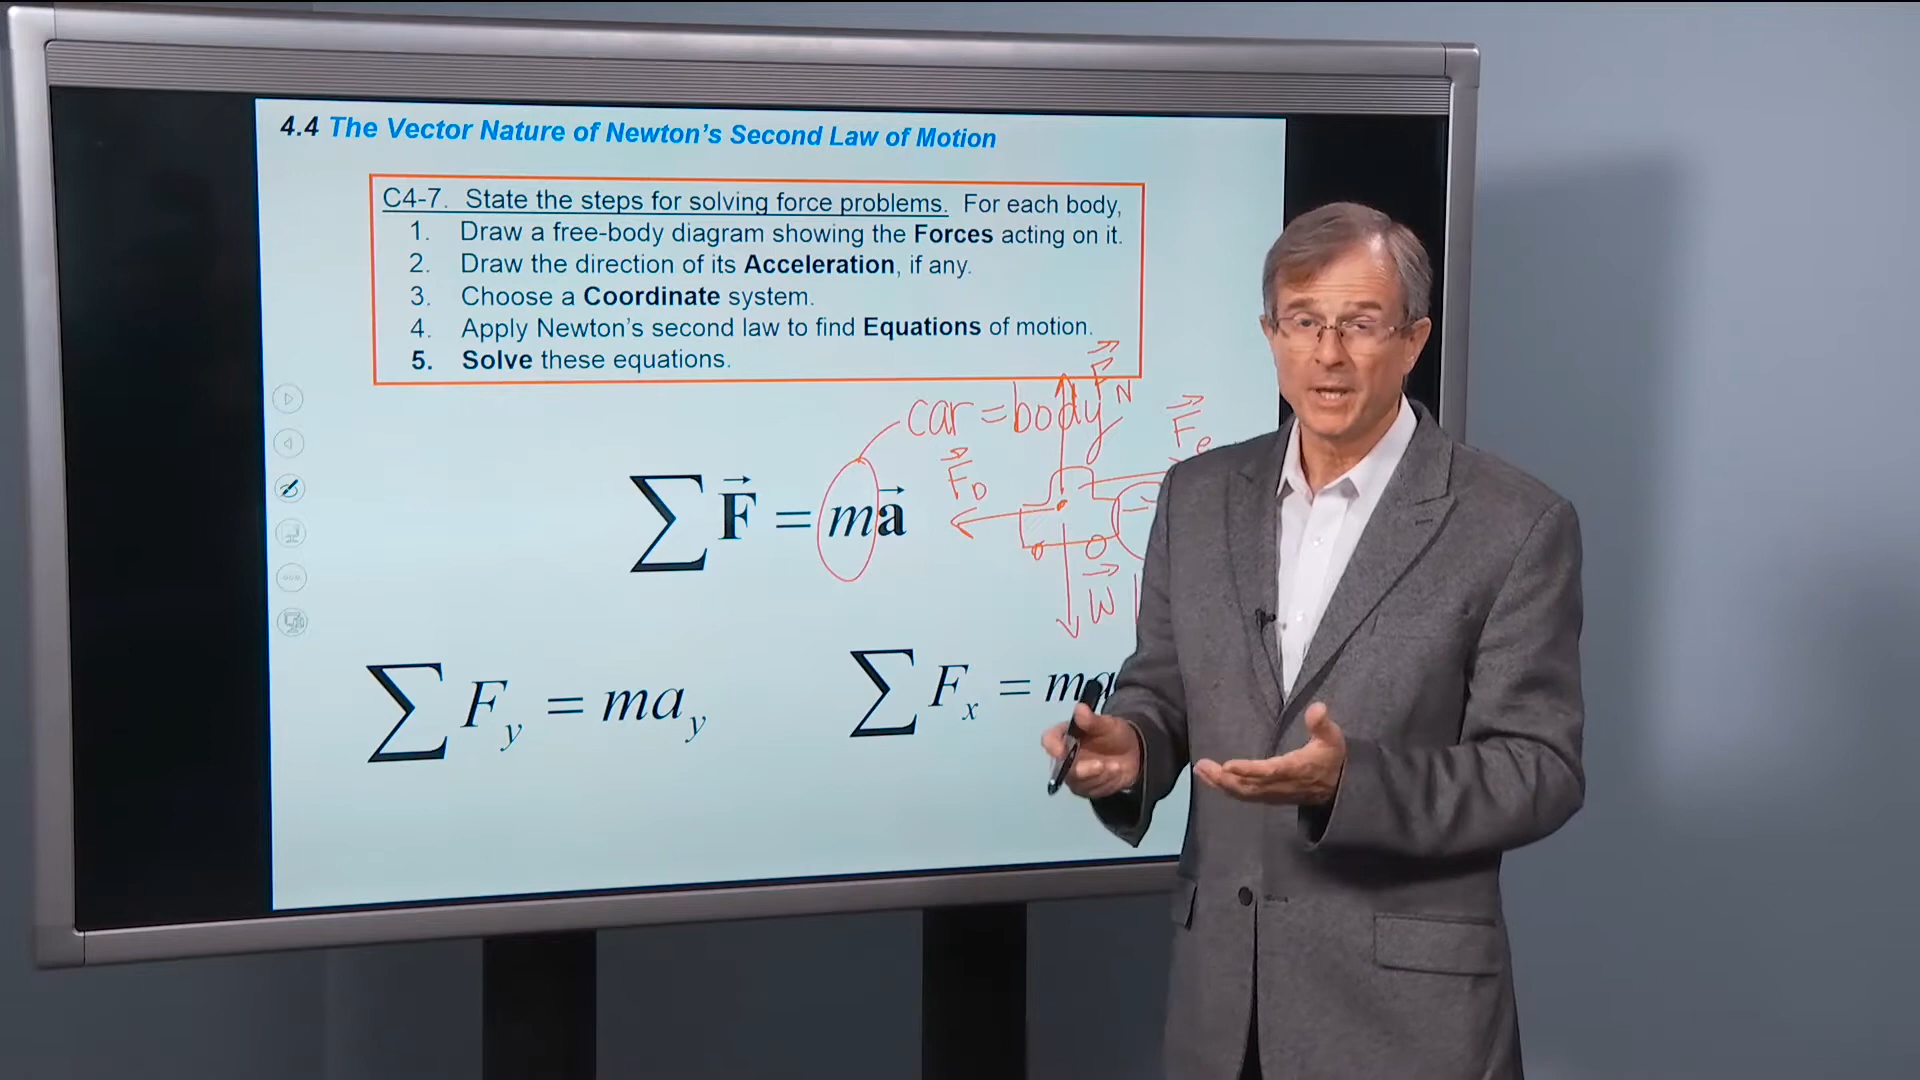 4.4 The Vector Nature of Newton's Second Law of Motion
C4-7. State the steps for solving force problems. For each body,
1. Draw a free-body diagram showing the Forces acting on it.
2. Draw the direction of its Acceleration, if any.
3. Choose a Coordinate system.
4. Apply Newton's second law to find Equations of motion.
5. Solve these equations.
car = body
F⃗N
F⃗e
F⃗D
∑ F⃗ = ma⃗
W⃗
∑ Fy = may
∑ Fx = ma